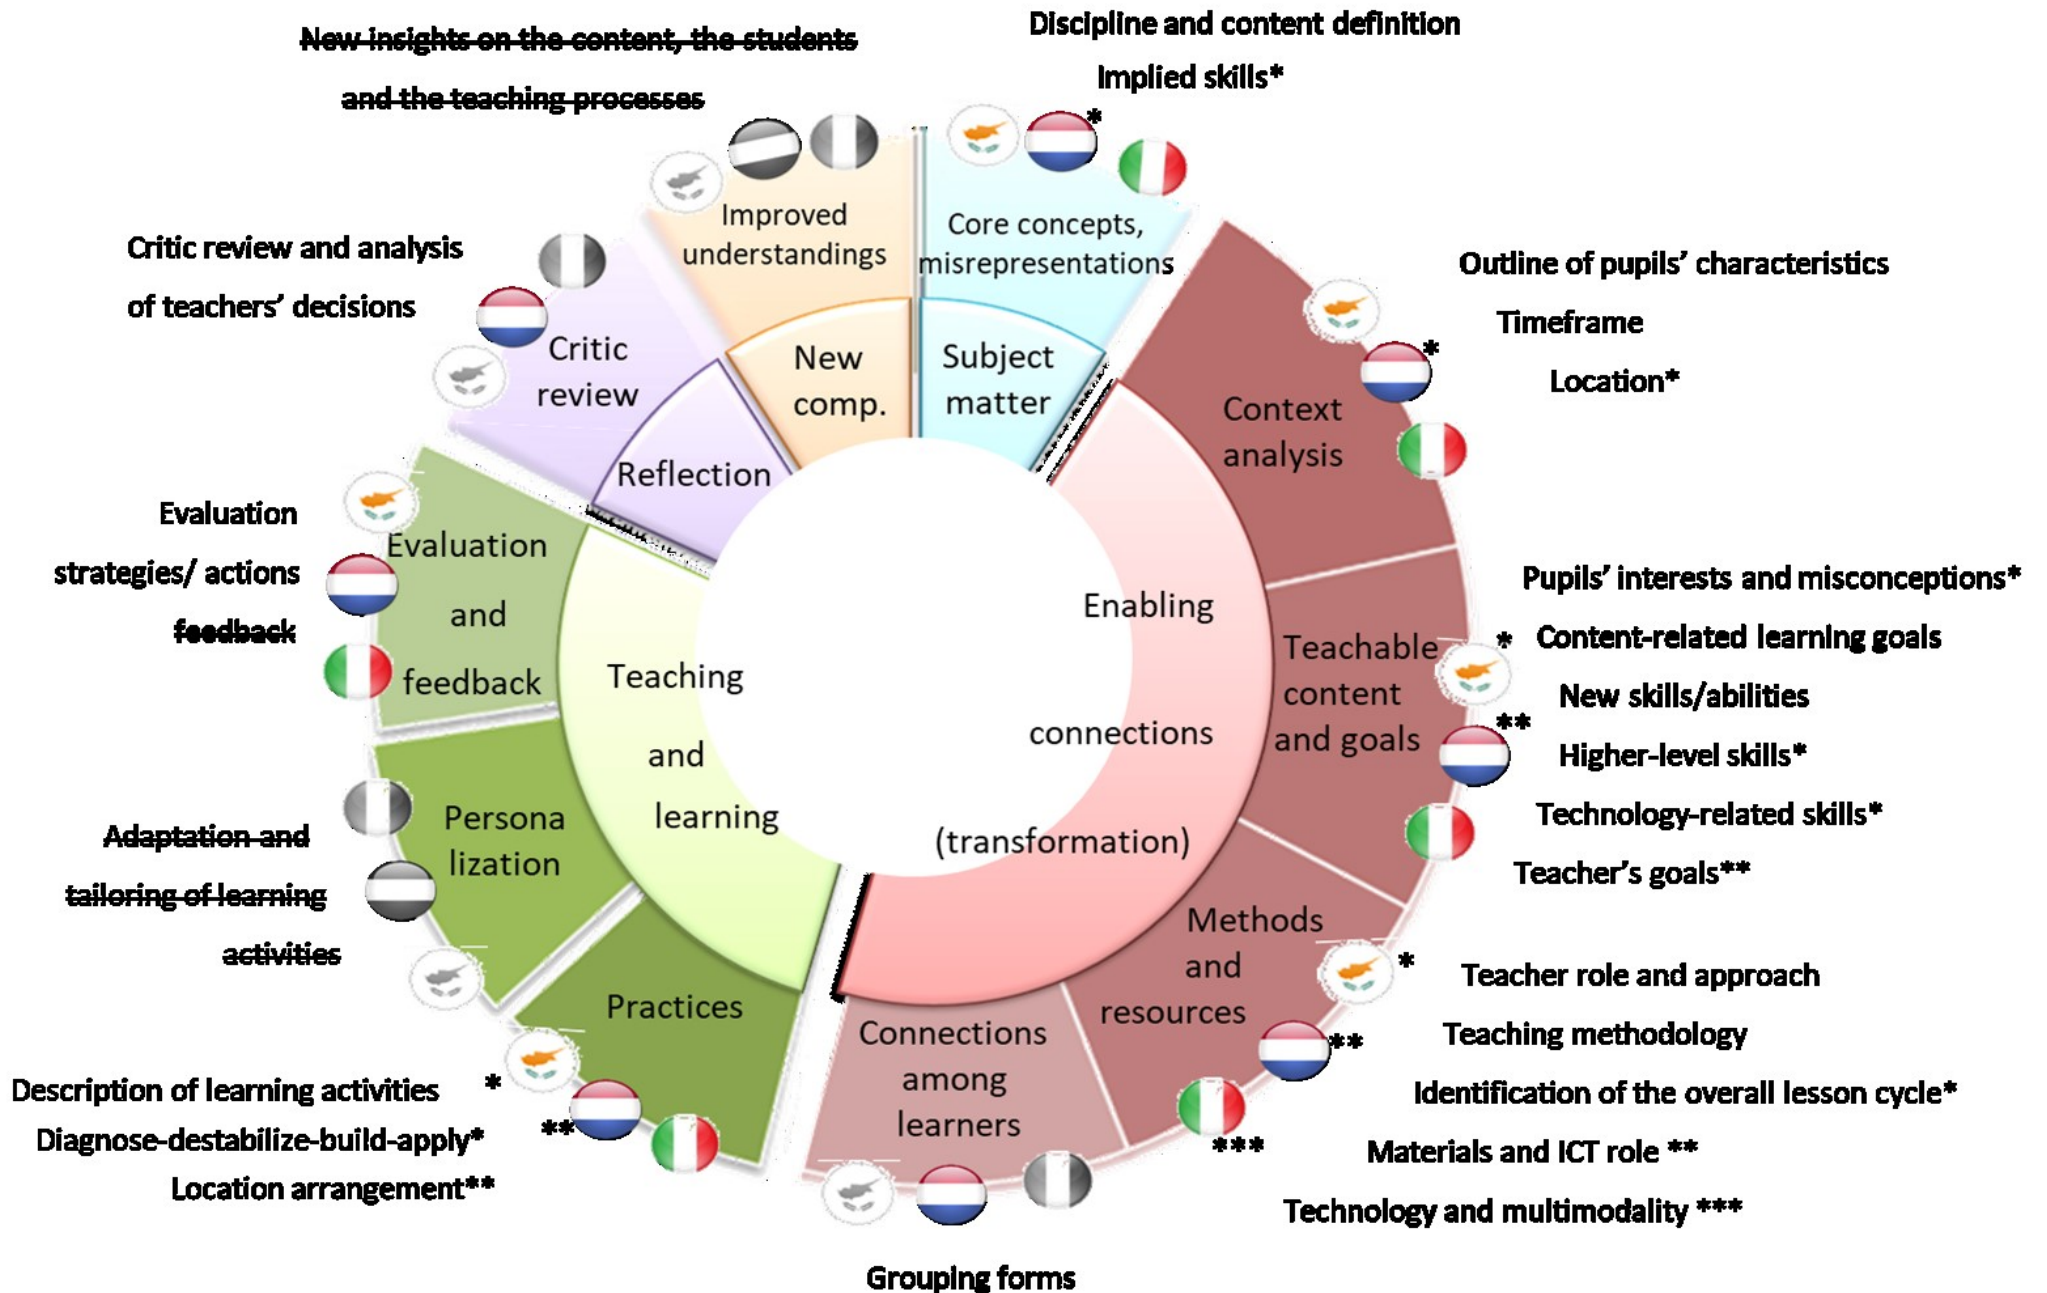 New insights on the content, the students
and the teaching processes
Discipline and content definition
Implied skills*
*
Improved
understandings
Core concepts,
misrepresentations
New
comp.
Subject
matter
Critic review and analysis
of teachers' decisions
Critic
review
Reflection
Outline of pupils' characteristics
Timeframe
Location*
*
Context
analysis
Evaluation
strategies/ actions
feedback
Evaluation
and
feedback
Enabling
connections
(transformation)
Teachable
content
and goals
*
**
Pupils' interests and misconceptions*
Content-related learning goals
New skills/abilities
Higher-level skills*
Technology-related skills*
Teacher's goals**
Teaching
and
learning
Adaptation and
tailoring of learning
activities
Persona
lization
Methods
and
resources
*
**
***
Teacher role and approach
Teaching methodology
Identification of the overall lesson cycle*
Materials and ICT role **
Technology and multimodality ***
Practices
*
**
Description of learning activities
Diagnose-destabilize-build-apply*
Location arrangement**
Connections
among
learners
Grouping forms